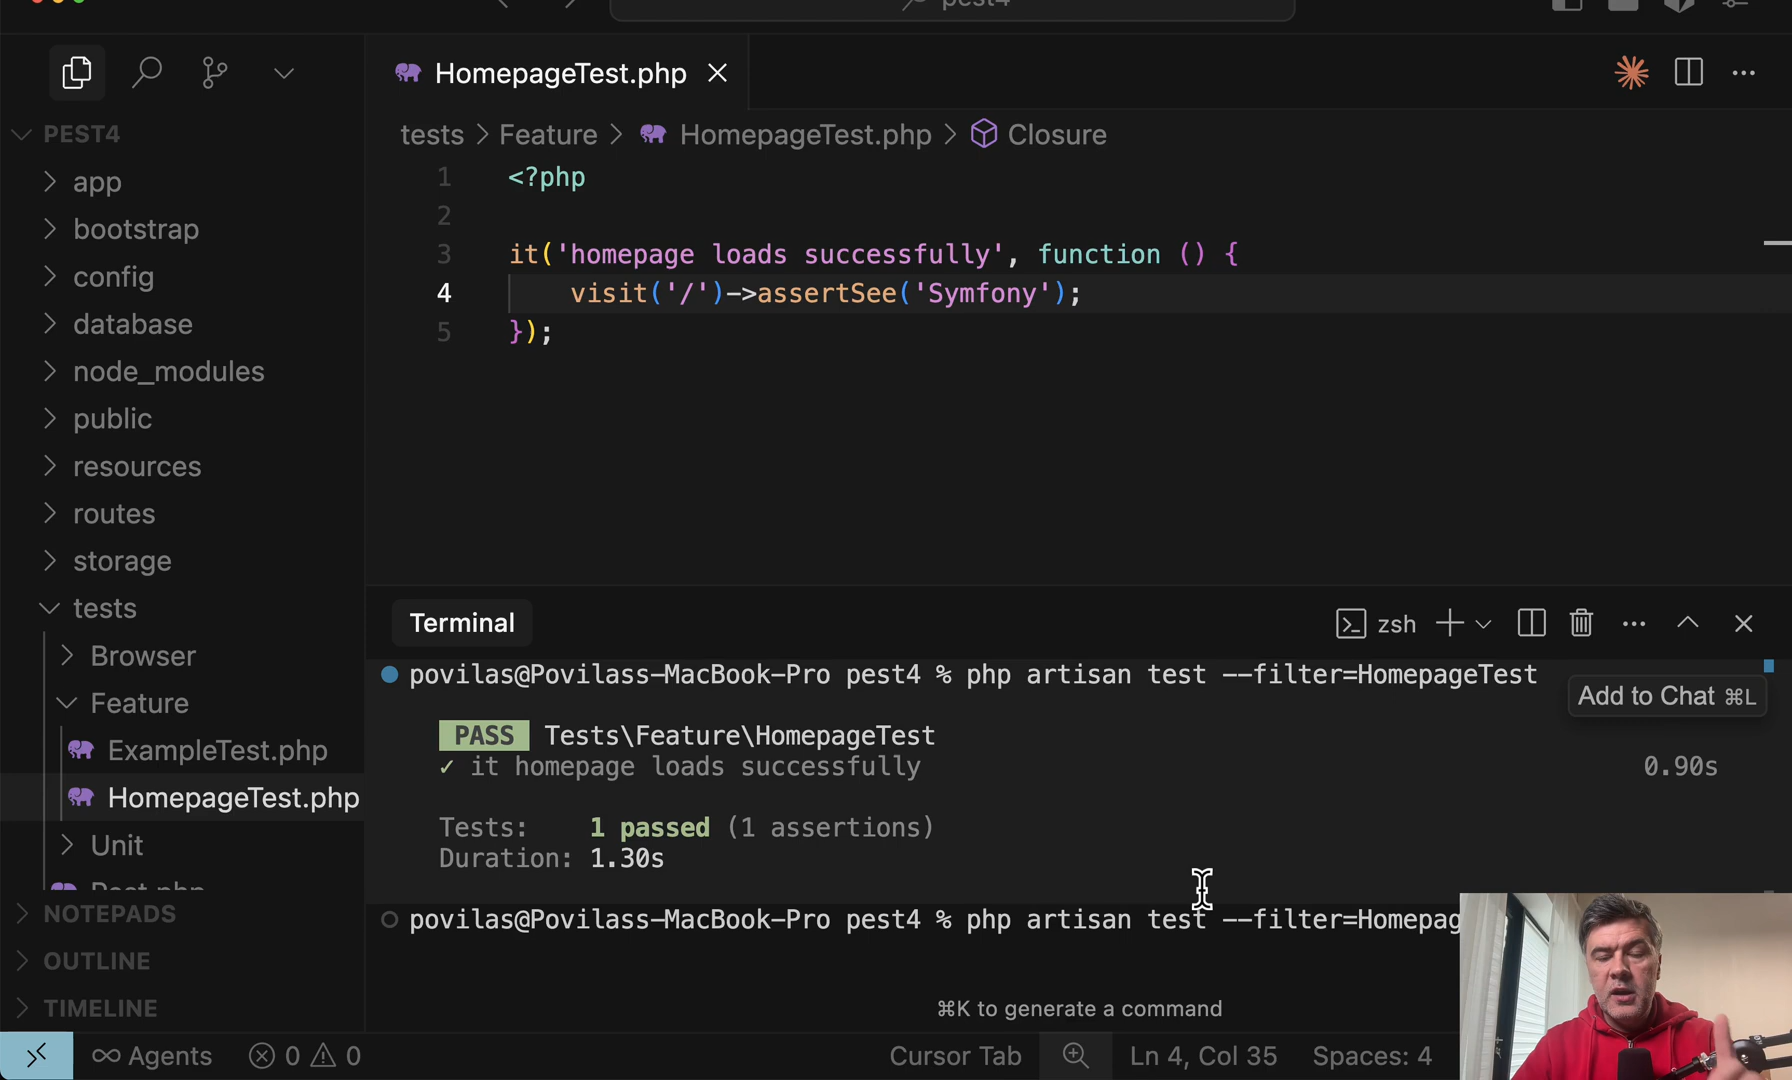 pest4
HomepageTest.php
PEST4
app
bootstrap
config
database
node_modules
public
resources
routes
storage
tests
Browser
Feature
ExampleTest.php
HomepageTest.php
Unit
Pest.php
NOTEPADS
OUTLINE
TIMELINE
tests > Feature > HomepageTest.php > Closure
1 <?php
2
3 it('homepage loads successfully', function () {
4 visit('/')->assertSee('Symfony');
5 });
Terminal
zsh
povilas@Povilass-MacBook-Pro pest4 % php artisan test --filter=HomepageTest
Add to Chat ⌘L
PASS Tests\Feature\HomepageTest
✓ it homepage loads successfully 0.90s
Tests: 1 passed (1 assertions)
Duration: 1.30s
povilas@Povilass-MacBook-Pro pest4 % php artisan test --filter=Homepag
⌘K to generate a command
Agents 0 0 Cursor Tab Ln 4, Col 35 Spaces: 4